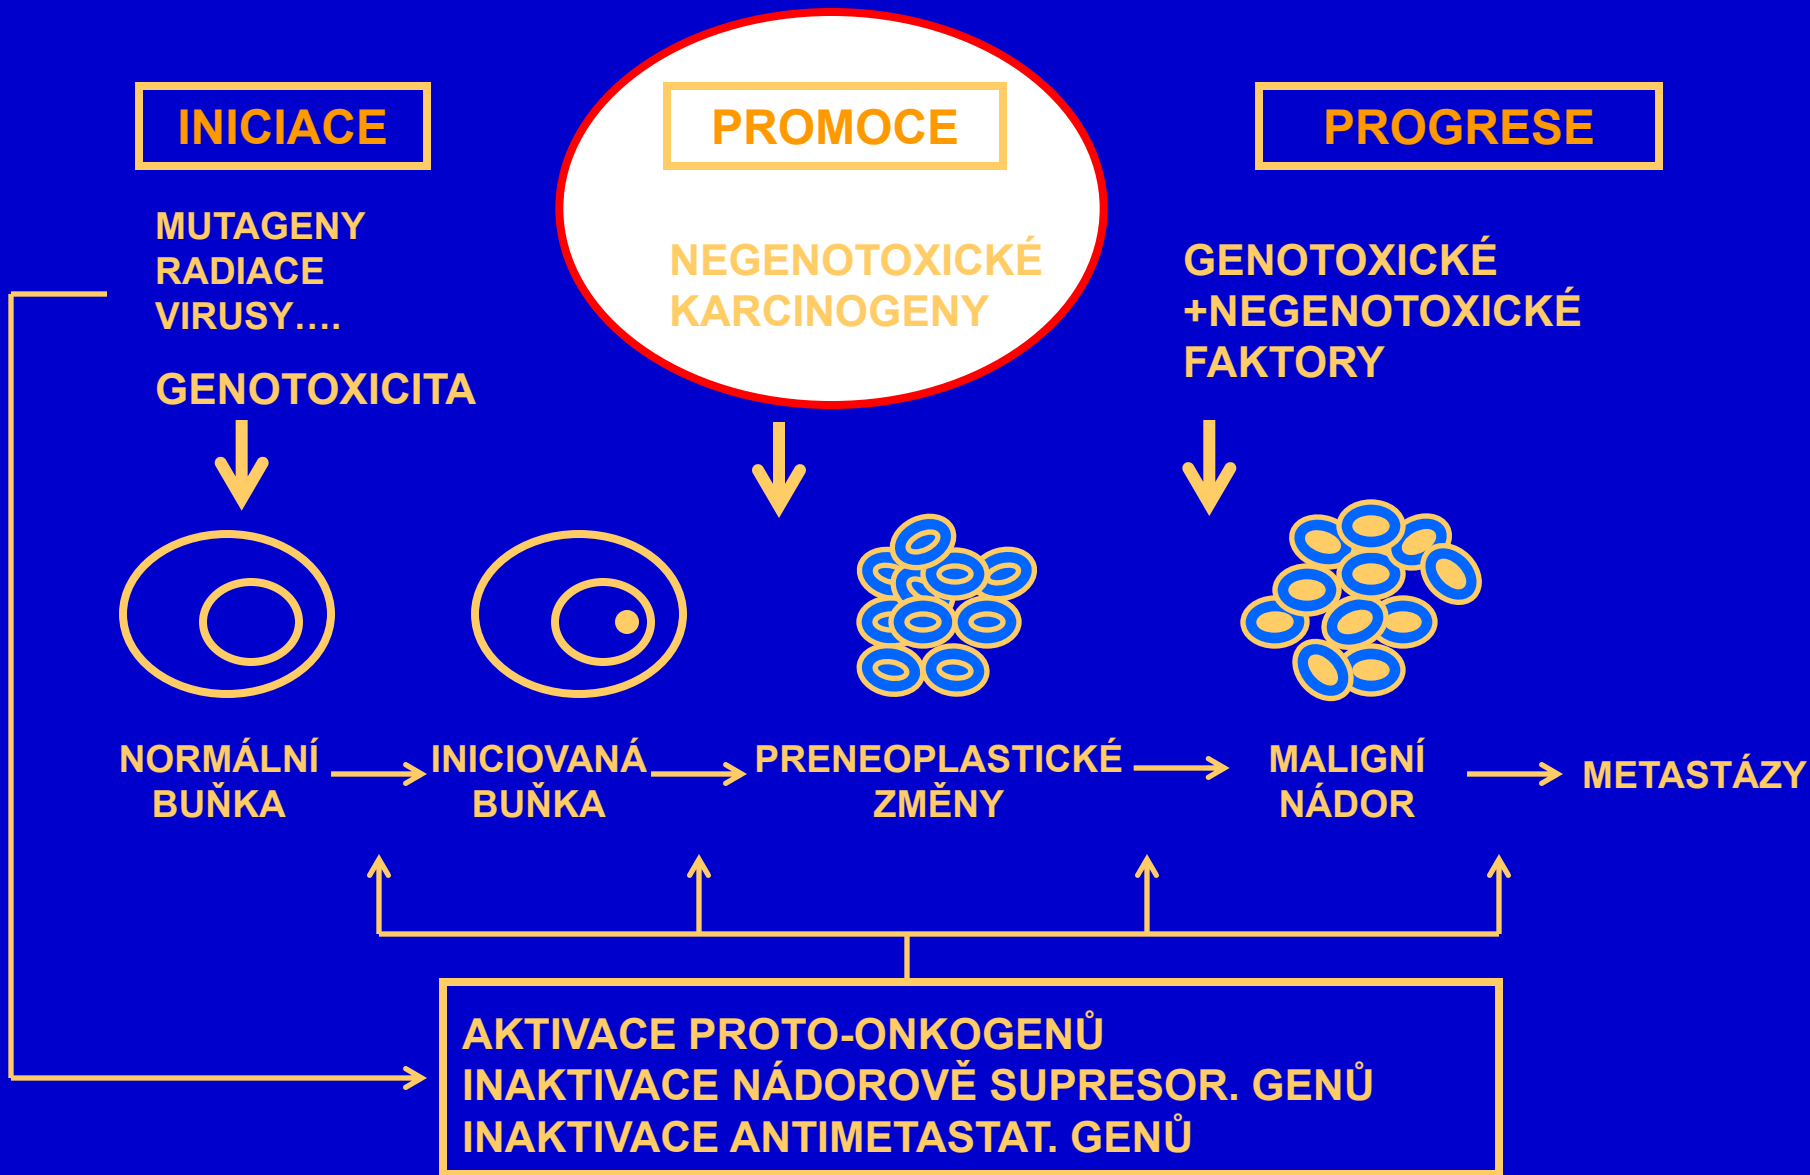 INICIACE
MUTAGENY
RADIACE
VIRUSY….
GENOTOXICITA
PROMOCE
NEGENOTOXICKÉ
KARCINOGENY
PROGRESE
GENOTOXICKÉ
+NEGENOTOXICKÉ
FAKTORY
NORMÁLNÍ
BUŇKA
INICIOVANÁ
BUŇKA
PRENEOPLASTICKÉ
ZMĚNY
MALIGNÍ
NÁDOR
METASTÁZY
AKTIVACE PROTO-ONKOGENŮ
INAKTIVACE NÁDOROVĚ SUPRESOR. GENŮ
INAKTIVACE ANTIMETASTAT. GENŮ